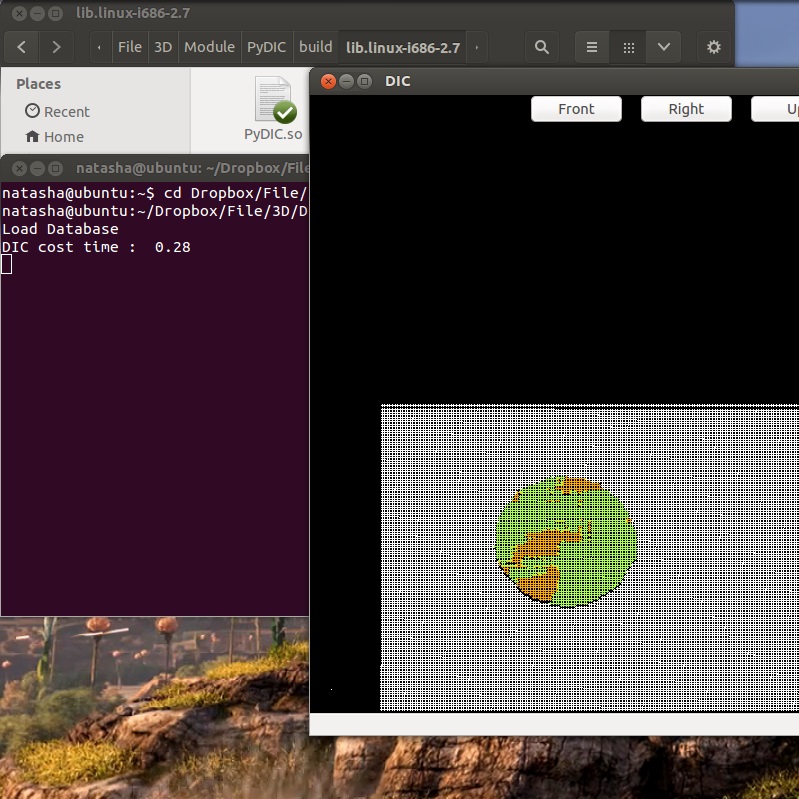 lib.linux-i686-2.7
File 3D Module PyDIC build lib.linux-i686-2.7
Places
Recent
Home
PyDIC.so
DIC
Front Right
natasha@ubuntu: ~/Dropbox/File
natasha@ubuntu:~$ cd Dropbox/File/
natasha@ubuntu:~/Dropbox/File/3D/D
Load Database
DIC cost time :  0.28